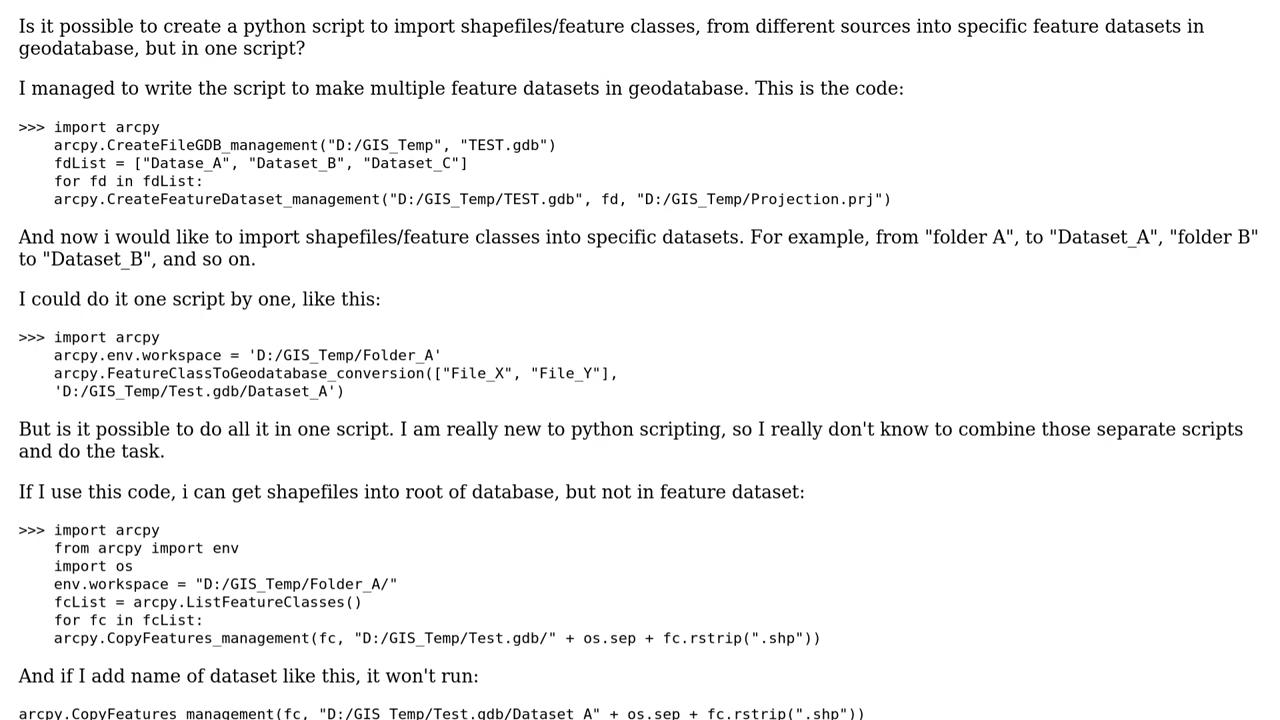 Is it possible to create a python script to import shapefiles/feature classes, from different sources into specific feature datasets in
geodatabase, but in one script?
I managed to write the script to make multiple feature datasets in geodatabase. This is the code:
>>> import arcpy
    arcpy.CreateFileGDB_management("D:/GIS_Temp", "TEST.gdb")
    fdList = ["Datase_A", "Dataset_B", "Dataset_C"]
    for fd in fdList:
    arcpy.CreateFeatureDataset_management("D:/GIS_Temp/TEST.gdb", fd, "D:/GIS_Temp/Projection.prj")
And now i would like to import shapefiles/feature classes into specific datasets. For example, from "folder A", to "Dataset_A", "folder B"
to "Dataset_B", and so on.
I could do it one script by one, like this:
>>> import arcpy
    arcpy.env.workspace = 'D:/GIS_Temp/Folder_A'
    arcpy.FeatureClassToGeodatabase_conversion(["File_X", "File_Y"],
    'D:/GIS_Temp/Test.gdb/Dataset_A')
But is it possible to do all it in one script. I am really new to python scripting, so I really don't know to combine those separate scripts
and do the task.
If I use this code, i can get shapefiles into root of database, but not in feature dataset:
>>> import arcpy
    from arcpy import env
    import os
    env.workspace = "D:/GIS_Temp/Folder_A/"
    fcList = arcpy.ListFeatureClasses()
    for fc in fcList:
    arcpy.CopyFeatures_management(fc, "D:/GIS_Temp/Test.gdb/" + os.sep + fc.rstrip(".shp"))
And if I add name of dataset like this, it won't run:
arcpy.CopyFeatures_management(fc, "D:/GIS_Temp/Test.gdb/Dataset_A" + os.sep + fc.rstrip(".shp"))